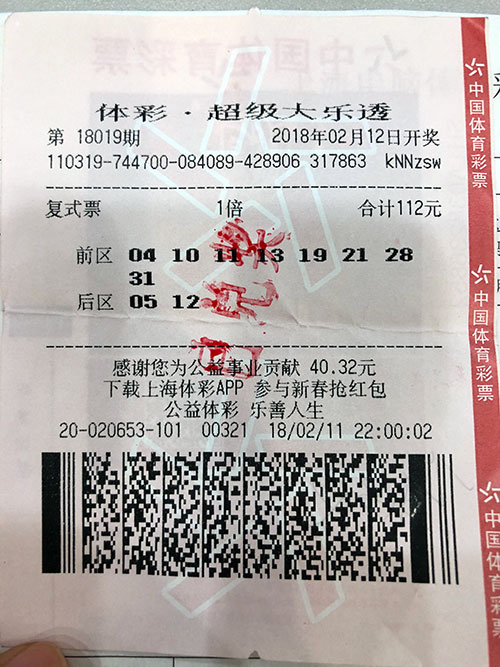 体彩·超级大乐透
第 18019期 2018年02月12日开奖
110319-744700-084089-428906 317863 kNNzsw
复式票 1倍 合计112元
前区 04 10 11 13 19 21 28
31
后区 05 12
已兑奖
感谢您为公益事业贡献 40.32元
下载上海体彩APP 参与新春抢红包
公益体彩 乐善人生
20-020653-101 00321 18/02/11 22:00:02
中国体育彩票
中国体育彩票
中国体育彩票
中国体育彩票